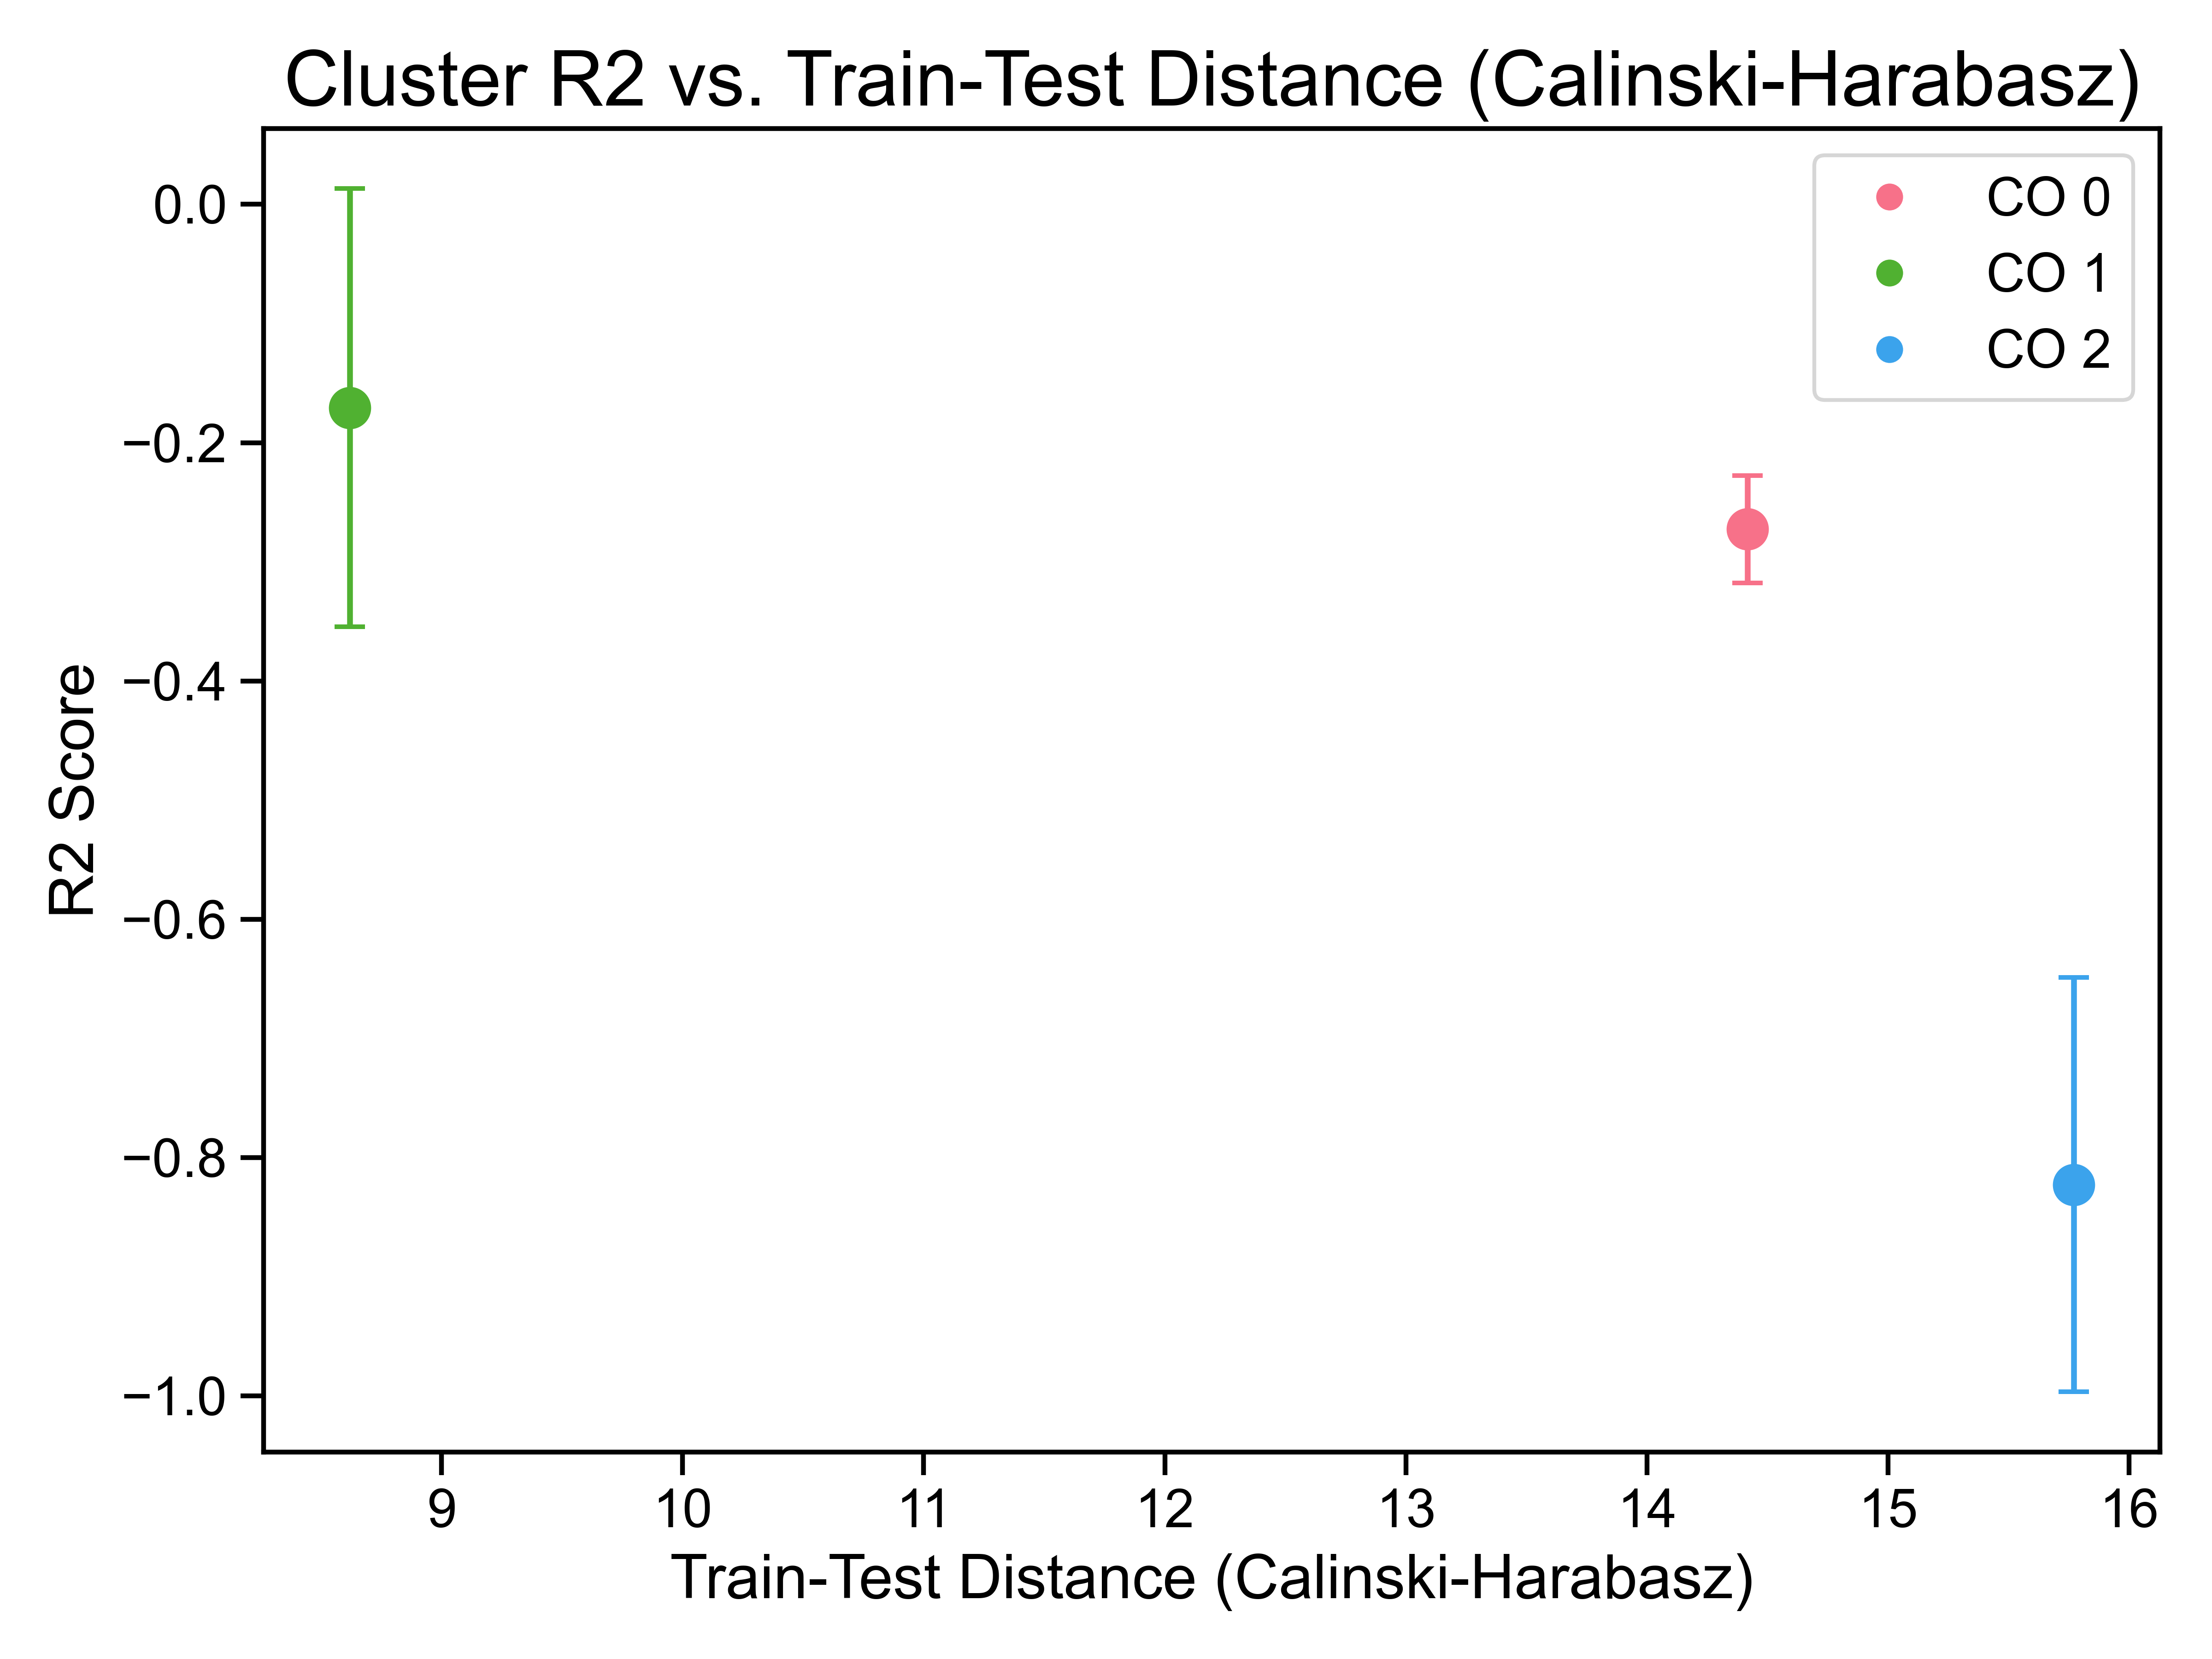 Cluster R2 vs. Train-Test Distance (Calinski-Harabasz)
CO 0
CO 1
CO 2
R2 Score
0.0
−0.2
−0.4
−0.6
−0.8
−1.0
9 10 11 12 13 14 15 16
Train-Test Distance (Calinski-Harabasz)